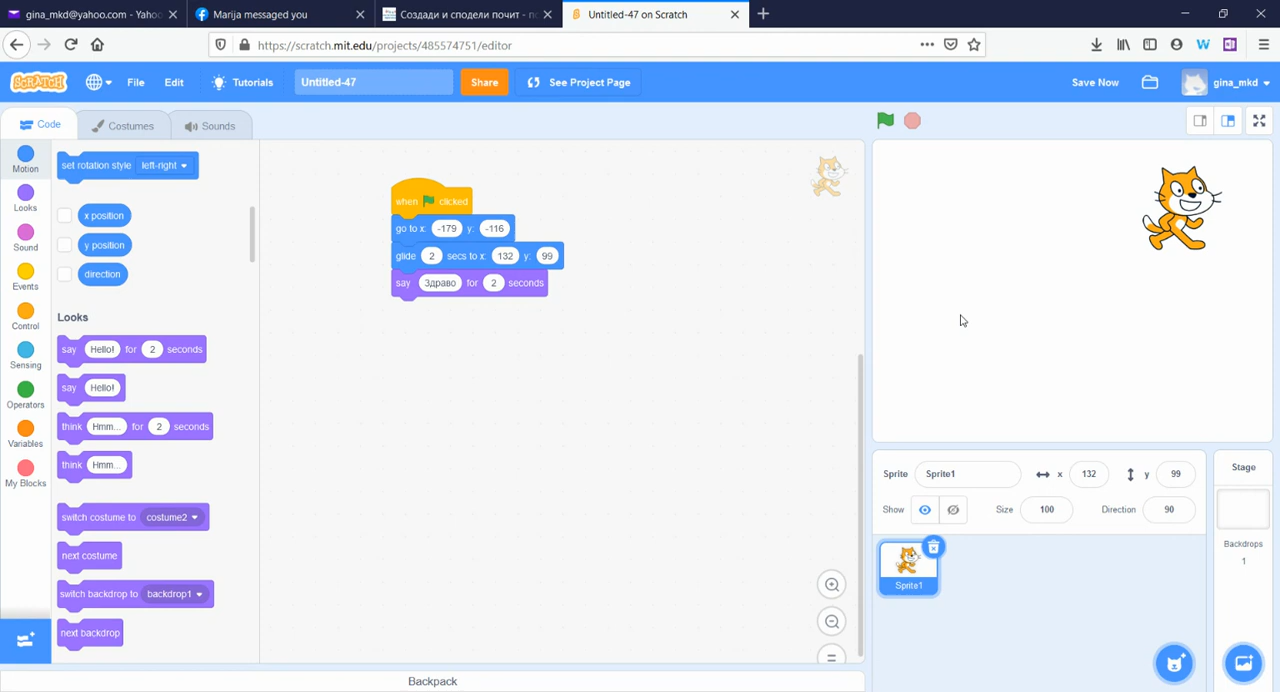 gina_mkd@yahoo.com - Yahoo
Marija messaged you
Создади и сподели почит - п
Untitled-47 on Scratch
https://scratch.mit.edu/projects/485574751/editor
SCRATCH
File
Edit
Tutorials
Untitled-47
Share
See Project Page
Save Now
gina_mkd
Code
Costumes
Sounds
Motion
Looks
Sound
Events
Control
Sensing
Operators
Variables
My Blocks
set rotation style left-right
x position
y position
direction
Looks
say Hello! for 2 seconds
say Hello!
think Hmm... for 2 seconds
think Hmm...
switch costume to costume2
next costume
switch backdrop to backdrop1
next backdrop
when clicked
go to x: -179 y: -116
glide 2 secs to x: 132 y: 99
say Здраво for 2 seconds
Backpack
Sprite Sprite1 x 132 y 99
Show Size 100 Direction 90
Sprite1
Stage
Backdrops
1